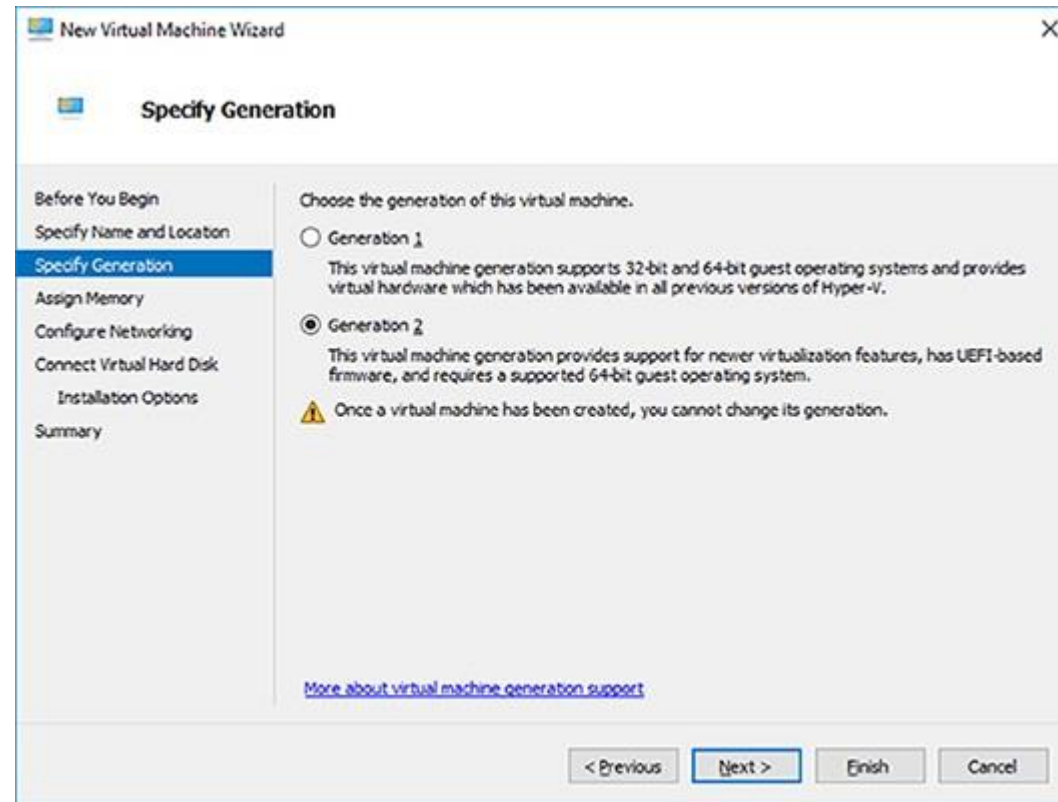 New Virtual Machine Wizard
Specify Generation
Before You Begin
Specify Name and Location
Specify Generation
Assign Memory
Configure Networking
Connect Virtual Hard Disk
Installation Options
Summary
Choose the generation of this virtual machine.
Generation 1
This virtual machine generation supports 32-bit and 64-bit guest operating systems and provides
virtual hardware which has been available in all previous versions of Hyper-V.
Generation 2
This virtual machine generation provides support for newer virtualization features, has UEFI-based
firmware, and requires a supported 64-bit guest operating system.
Once a virtual machine has been created, you cannot change its generation.
More about virtual machine generation support
< Previous
Next >
Finish
Cancel